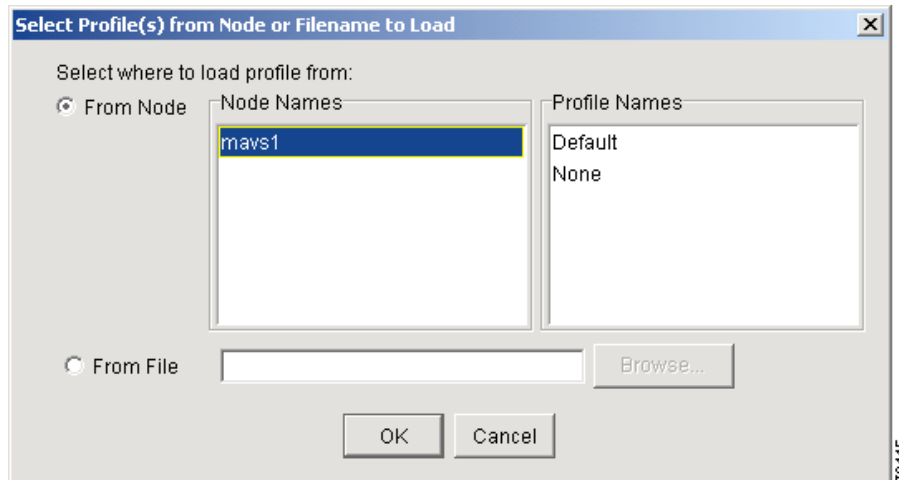 Select Profile(s) from Node or Filename to Load
Select where to load profile from:
From Node
Node Names
Profile Names
mavs1
Default
None
From File
Browse...
OK
Cancel